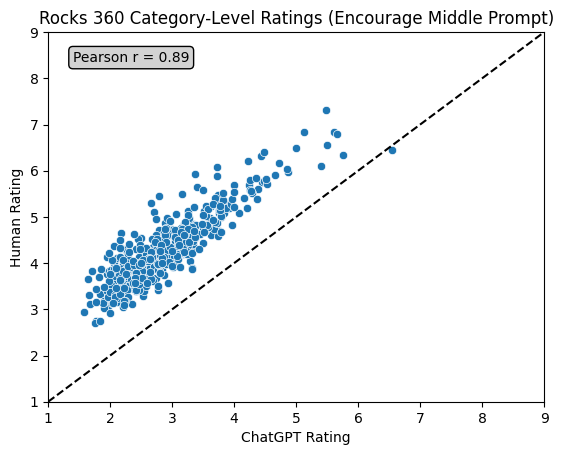 Rocks 360 Category-Level Ratings (Encourage Middle Prompt)
Pearson r = 0.89
Human Rating
9
8
7
6
5
4
3
2
1
1 2 3 4 5 6 7 8 9
ChatGPT Rating